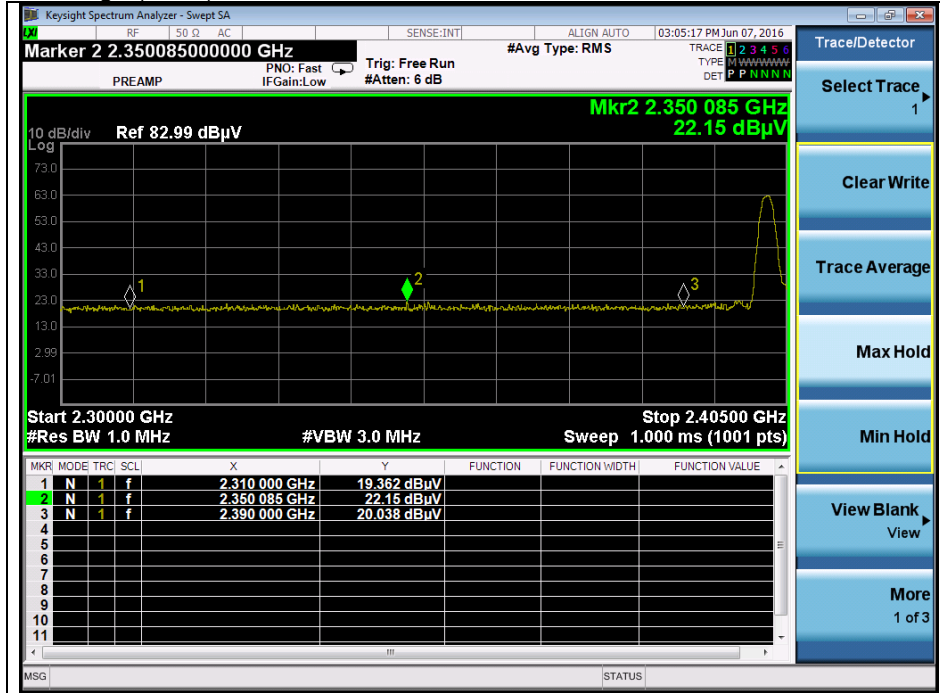 Keysight Spectrum Analyzer - Swept SA
LXI RF 50 Ω AC SENSE:INT ALIGN AUTO 03:05:17 PM Jun 07, 2016
Marker 2 2.350085000000 GHz
PREAMP
PNO: Fast
IFGain:Low
Trig: Free Run
#Atten: 6 dB
#Avg Type: RMS
TRACE 1 2 3 4 5 6
TYPE M WWWWW
DET P P N N N N
Mkr2 2.350 085 GHz
22.15 dBµV
10 dB/div Ref 82.99 dBµV
Log
73.0
63.0
53.0
43.0
33.0
23.0
13.0
2.99
-7.01
1
2
3
Start 2.30000 GHz Stop 2.40500 GHz
#Res BW 1.0 MHz #VBW 3.0 MHz Sweep 1.000 ms (1001 pts)
MKR MODE TRC SCL X Y FUNCTION FUNCTION WIDTH FUNCTION VALUE
1 N 1 f 2.310 000 GHz 19.362 dBµV
2 N 1 f 2.350 085 GHz 22.15 dBµV
3 N 1 f 2.390 000 GHz 20.038 dBµV
4
5
6
7
8
9
10
11
MSG STATUS
Trace/Detector
Select Trace
1
Clear Write
Trace Average
Max Hold
Min Hold
View Blank
View
More
1 of 3